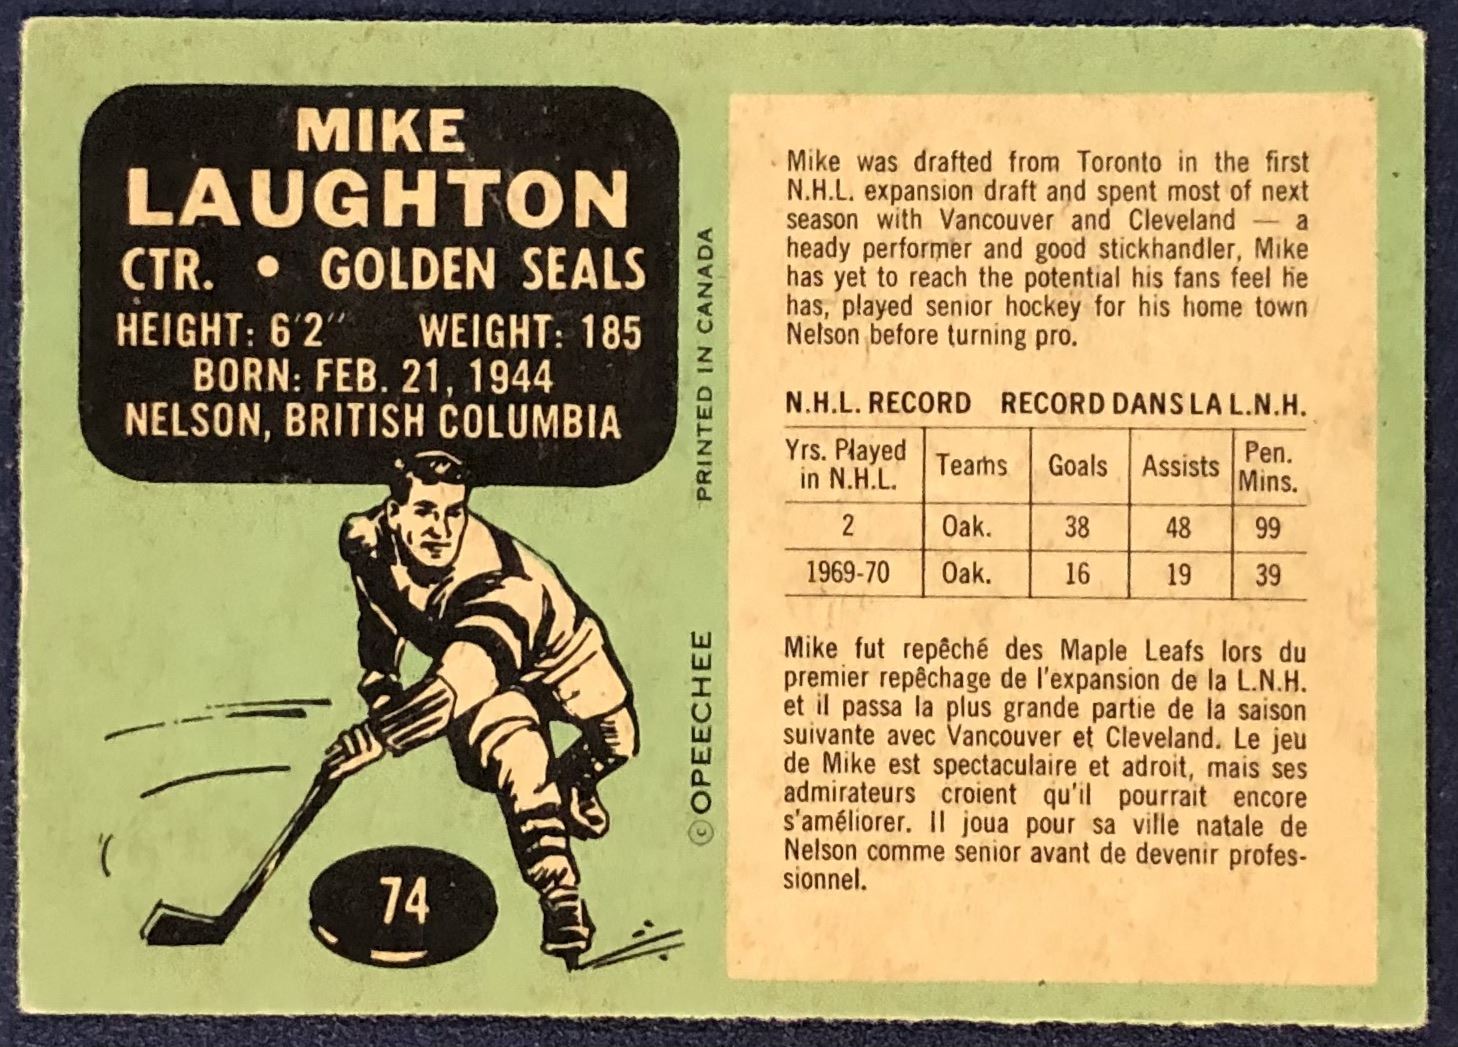 MIKE
LAUGHTON
CTR. • GOLDEN SEALS
HEIGHT: 6'2" WEIGHT: 185
BORN: FEB. 21, 1944
NELSON, BRITISH COLUMBIA
74
© OPEECHEE PRINTED IN CANADA
Mike was drafted from Toronto in the first
N.H.L. expansion draft and spent most of next
season with Vancouver and Cleveland — a
heady performer and good stickhandler, Mike
has yet to reach the potential his fans feel he
has, played senior hockey for his home town
Nelson before turning pro.
N.H.L. RECORD RECORD DANS LA L.N.H.
Yrs. Played in N.H.L. Teams Goals Assists Pen. Mins.
2 Oak. 38 48 99
1969-70 Oak. 16 19 39
Mike fut repêché des Maple Leafs lors du
premier repêchage de l'expansion de la L.N.H.
et il passa la plus grande partie de la saison
suivante avec Vancouver et Cleveland. Le jeu
de Mike est spectaculaire et adroit, mais ses
admirateurs croient qu'il pourrait encore
s'améliorer. Il joua pour sa ville natale de
Nelson comme senior avant de devenir profes-
sionnel.